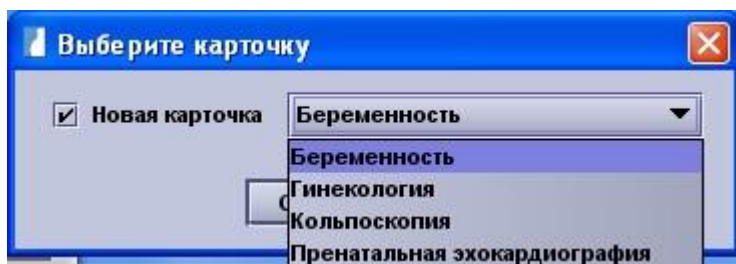 Выберите карточку
Новая карточка Беременность
Беременность
Гинекология
Кольпоскопия
Пренатальная эхокардиография